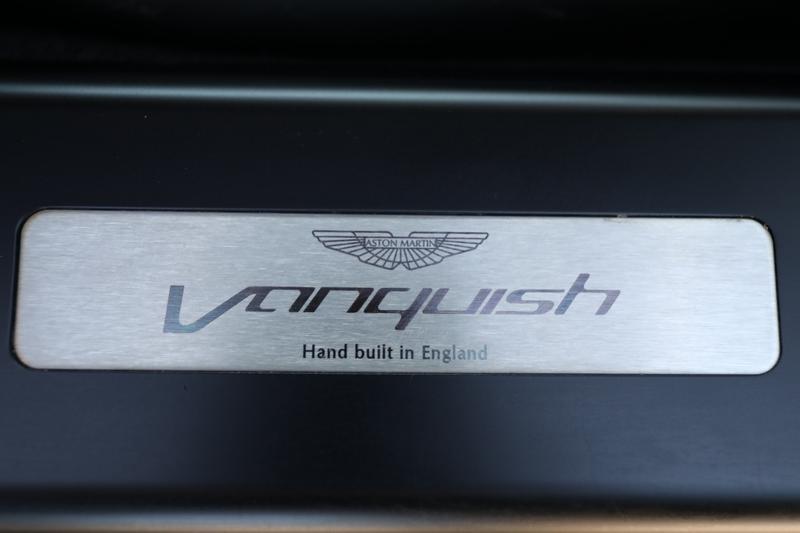 ASTON MARTIN
Vanquish
Hand built in England